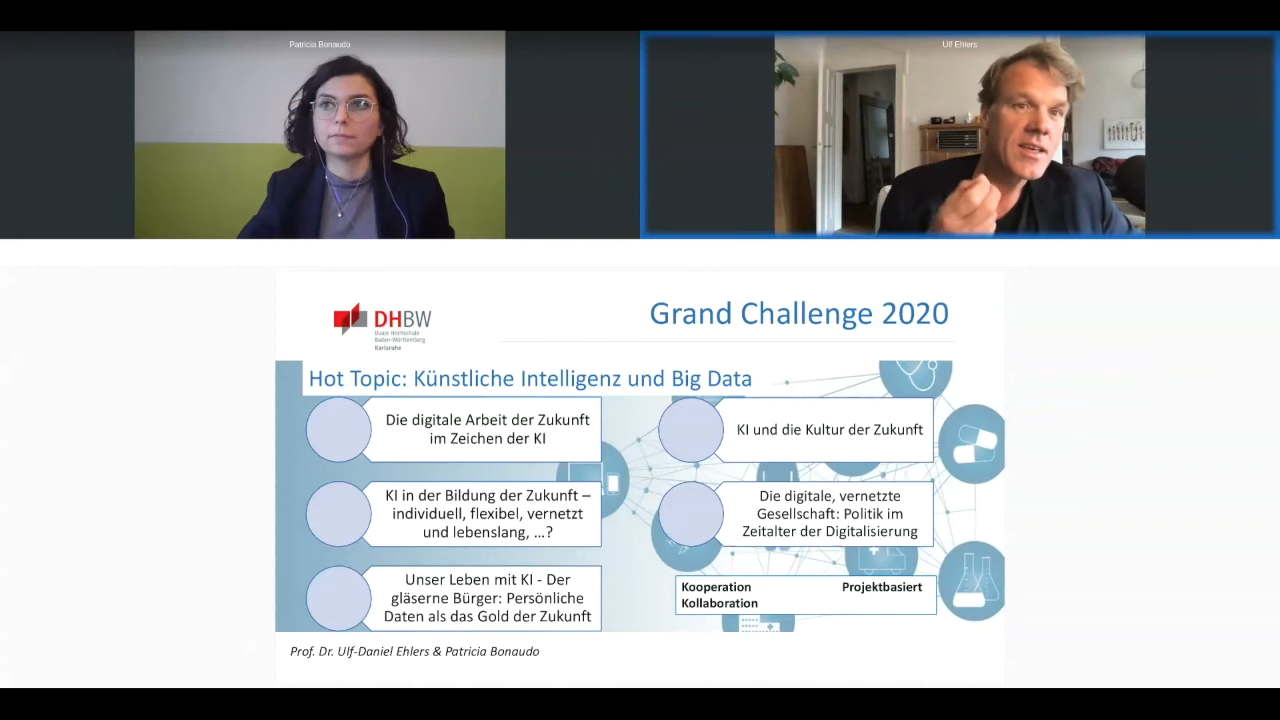 Patricia Bonaudo
Ulf Ehlers
DHBW
Duale Hochschule
Baden-Württemberg
Karlsruhe
Grand Challenge 2020
Hot Topic: Künstliche Intelligenz und Big Data
Die digitale Arbeit der Zukunft
im Zeichen der KI
KI in der Bildung der Zukunft –
individuell, flexibel, vernetzt
und lebenslang, …?
Unser Leben mit KI - Der
gläserne Bürger: Persönliche
Daten als das Gold der Zukunft
KI und die Kultur der Zukunft
Die digitale, vernetzte
Gesellschaft: Politik im
Zeitalter der Digitalisierung
Kooperation Projektbasiert
Kollaboration
Prof. Dr. Ulf-Daniel Ehlers & Patricia Bonaudo